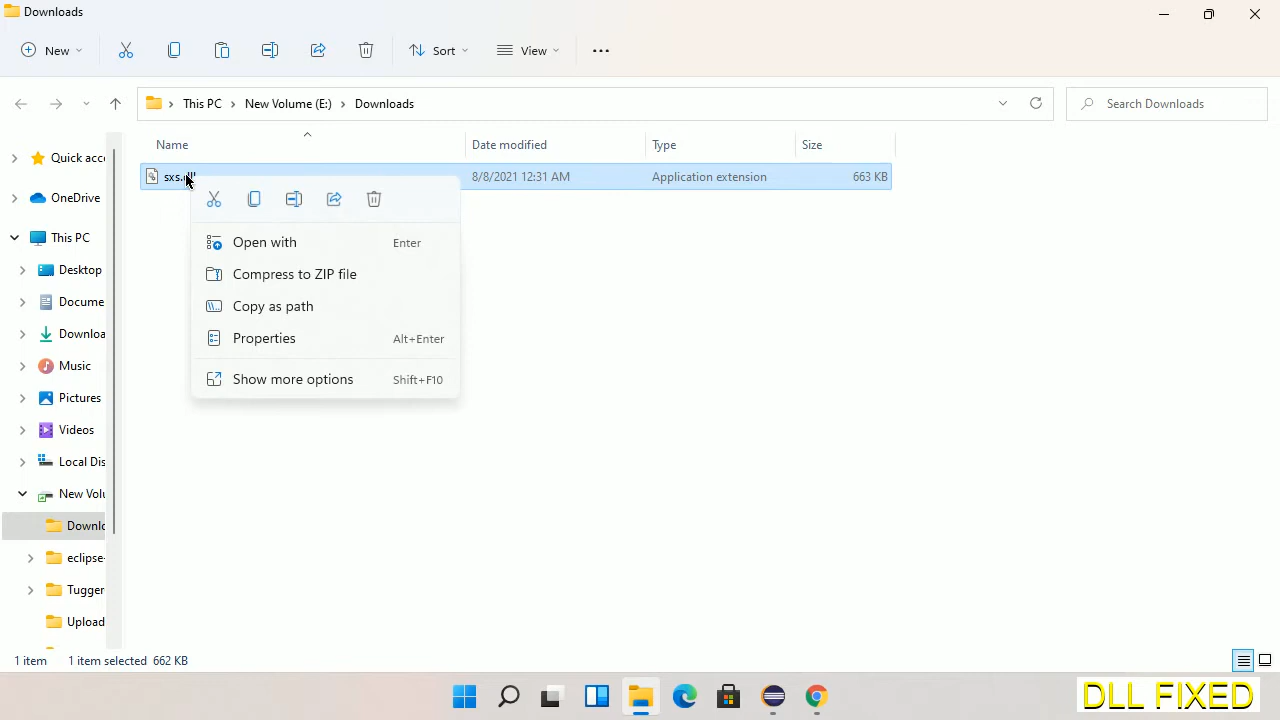 Downloads
New
Sort
View
This PC
New Volume (E:)
Downloads
Search Downloads
Name
Date modified
Type
Size
sxs.dll
8/8/2021 12:31 AM
Application extension
663 KB
Quick acc
OneDrive
This PC
Desktop
Docume
Downloa
Music
Pictures
Videos
Local Dis
New Volu
Downlo
eclipse-
Tugger
Upload
Open with
Enter
Compress to ZIP file
Copy as path
Properties
Alt+Enter
Show more options
Shift+F10
1 item
1 item selected 662 KB
DLL FIXED